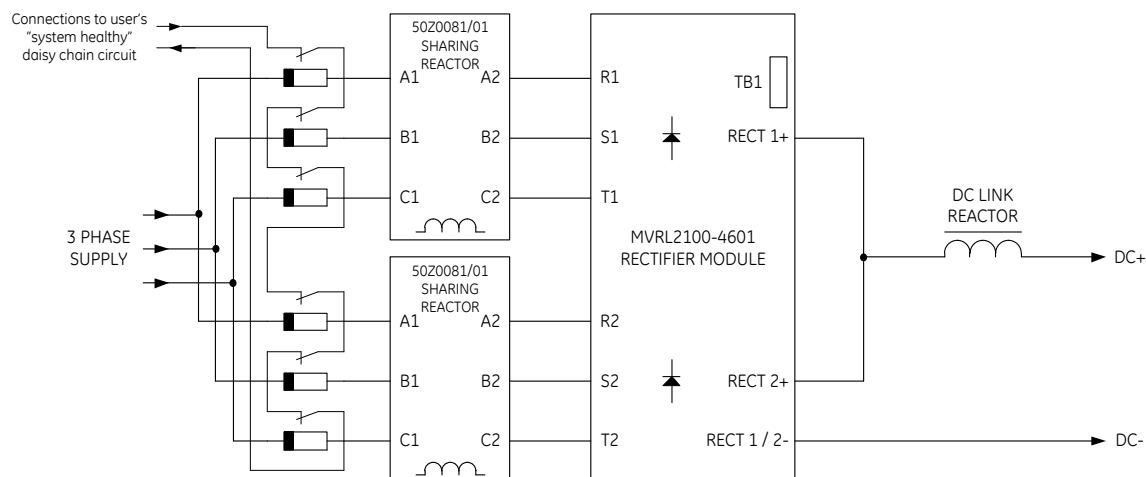 Connections to user's
"system healthy"
daisy chain circuit
50Z0081/01
SHARING
REACTOR
A1 A2
B1 B2
C1 C2
3 PHASE
SUPPLY
50Z0081/01
SHARING
REACTOR
A1 A2
B1 B2
C1 C2
R1
TB1
S1
RECT 1+
T1
MVRL2100-4601
RECTIFIER MODULE
R2
S2
RECT 2+
T2
RECT 1 / 2-
DC LINK
REACTOR
DC+
DC-